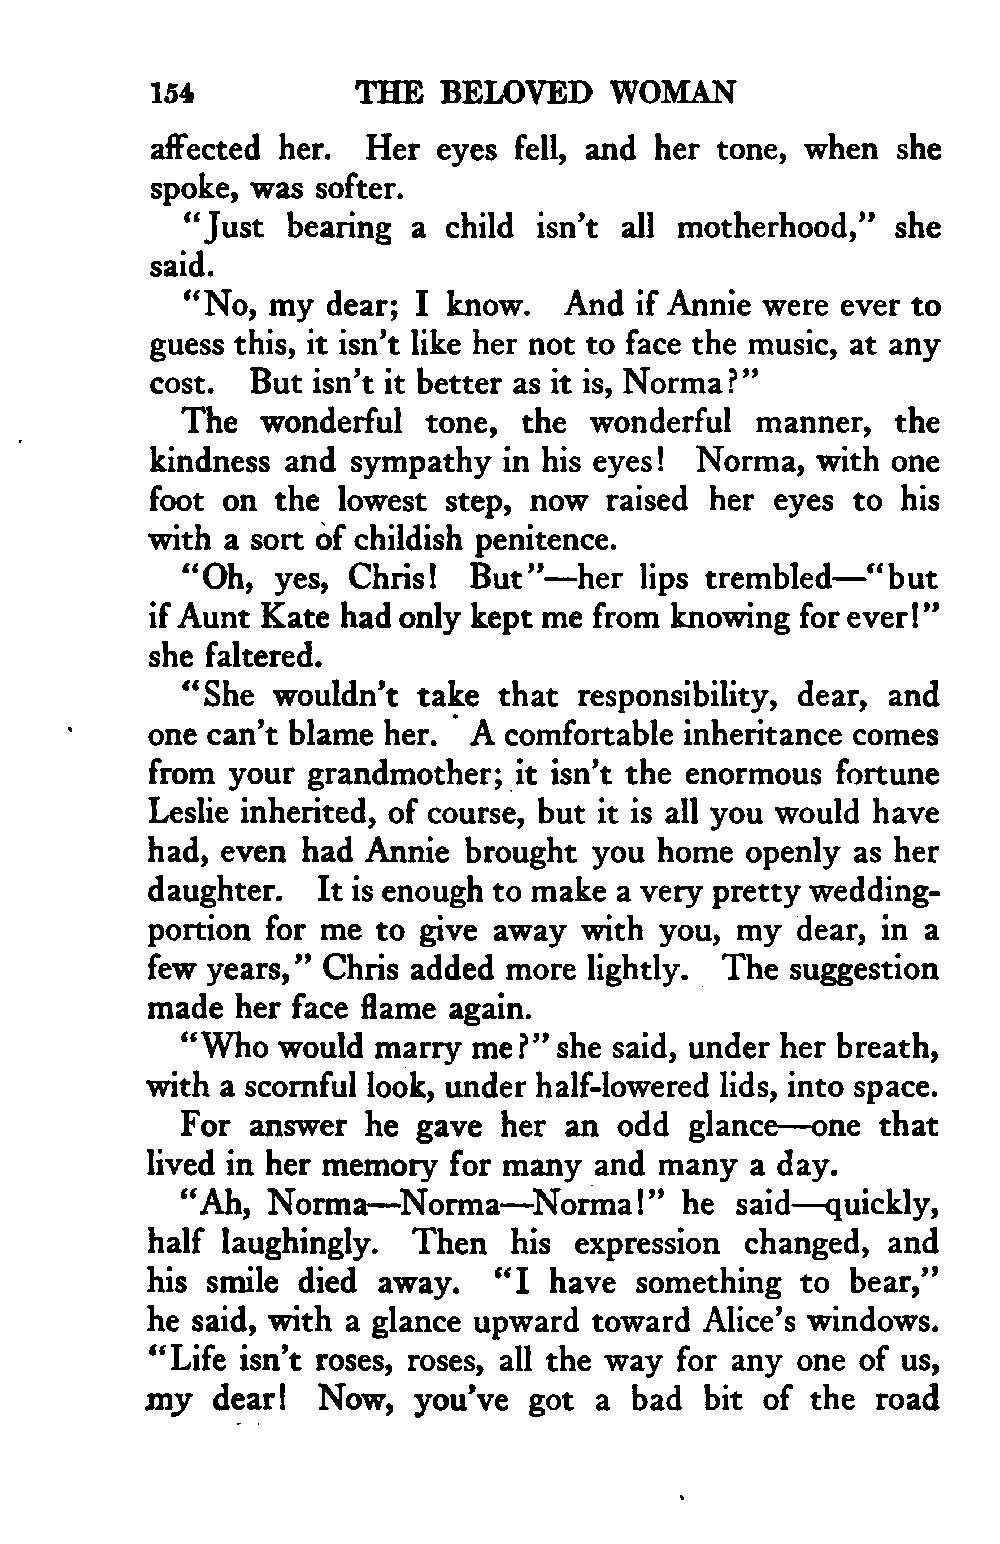 154 THE BELOVED WOMAN
affected her. Her eyes fell, and her tone, when she
spoke, was softer.
"Just bearing a child isn't all motherhood," she
said.
"No, my dear; I know. And if Annie were ever to
guess this, it isn't like her not to face the music, at any
cost. But isn't it better as it is, Norma?"
The wonderful tone, the wonderful manner, the
kindness and sympathy in his eyes! Norma, with one
foot on the lowest step, now raised her eyes to his
with a sort of childish penitence.
"Oh, yes, Chris! But"—her lips trembled—"but
if Aunt Kate had only kept me from knowing for ever!"
she faltered.
"She wouldn't take that responsibility, dear, and
one can't blame her. A comfortable inheritance comes
from your grandmother; it isn't the enormous fortune
Leslie inherited, of course, but it is all you would have
had, even had Annie brought you home openly as her
daughter. It is enough to make a very pretty wedding-
portion for me to give away with you, my dear, in a
few years," Chris added more lightly. The suggestion
made her face flame again.
"Who would marry me?" she said, under her breath,
with a scornful look, under half-lowered lids, into space.
For answer he gave her an odd glance—one that
lived in her memory for many and many a day.
"Ah, Norma—Norma—Norma!" he said—quickly,
half laughingly. Then his expression changed, and
his smile died away. "I have something to bear,"
he said, with a glance upward toward Alice's windows.
"Life isn't roses, roses, all the way for any one of us,
my dear! Now, you've got a bad bit of the road